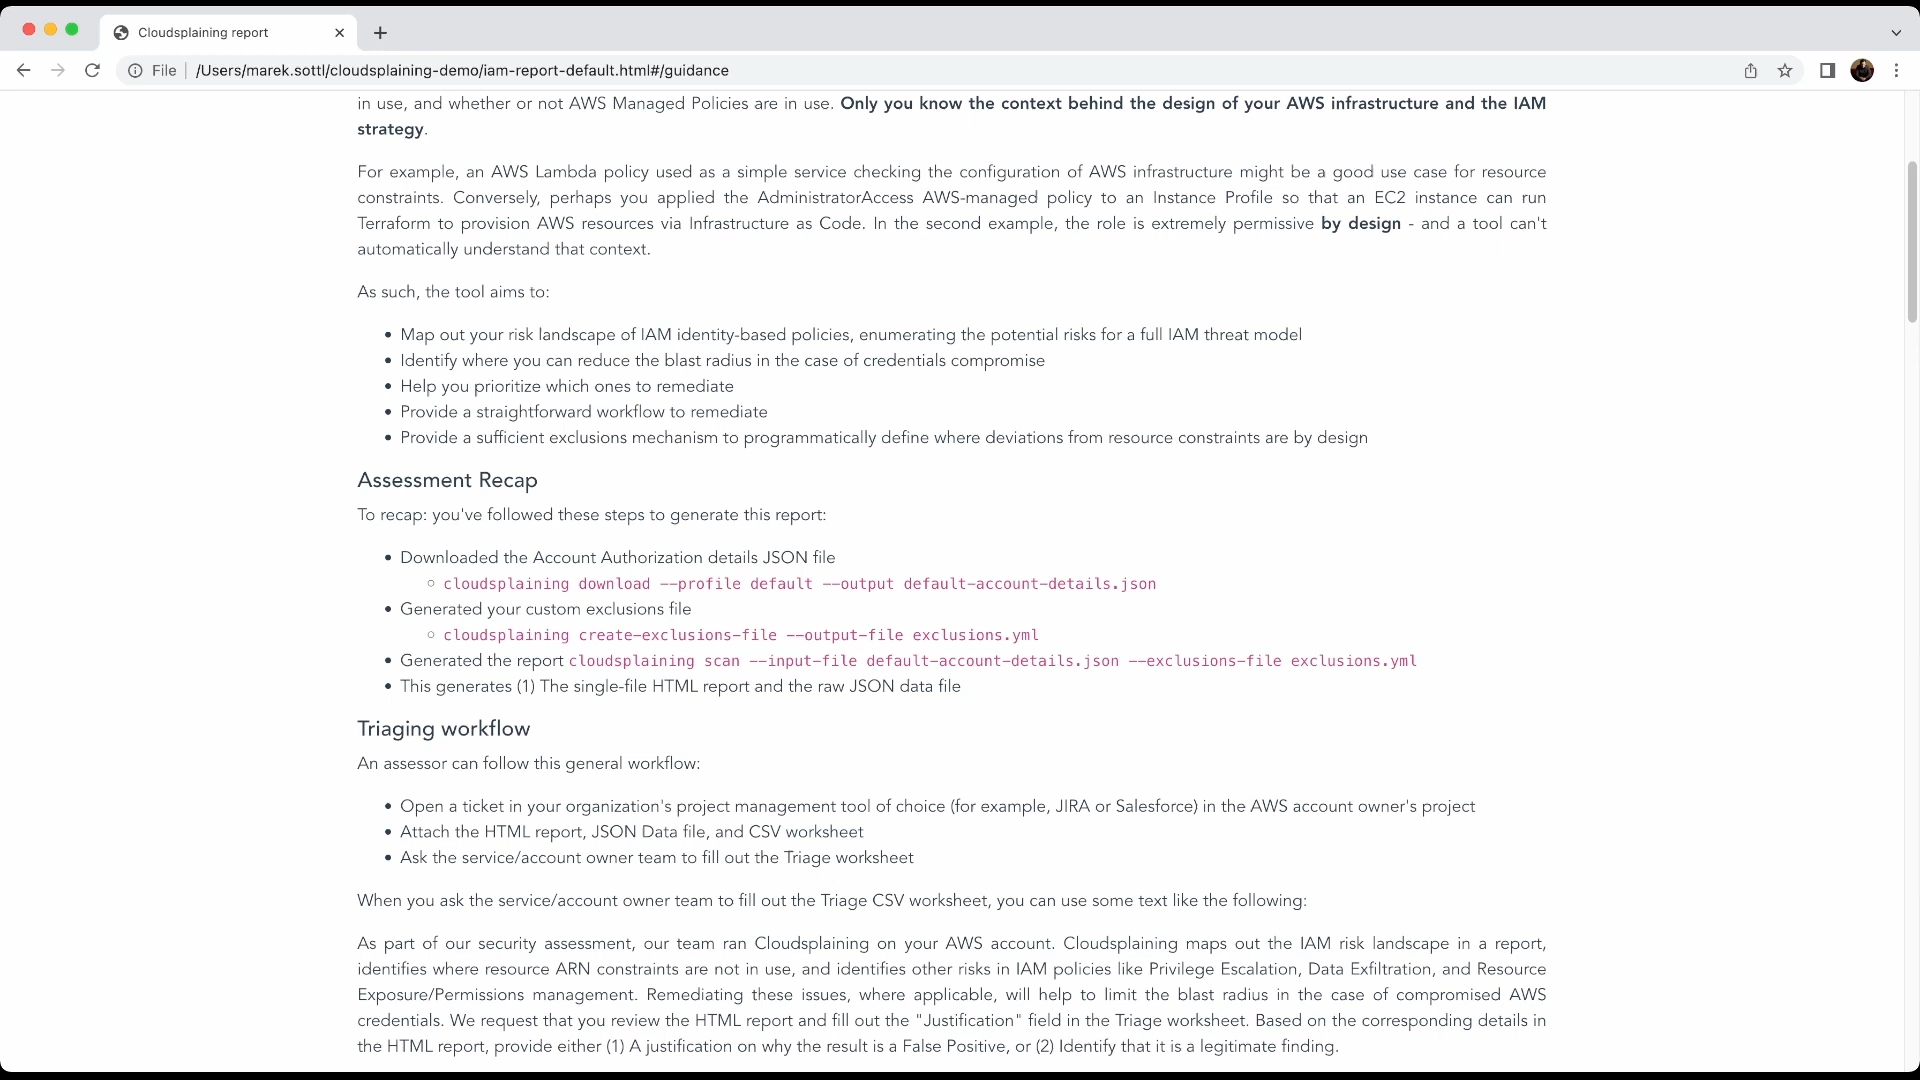 Cloudsplaining report
File
/Users/marek.sottl/cloudsplaining-demo/iam-report-default.html#/guidance
in use, and whether or not AWS Managed Policies are in use. Only you know the context behind the design of your AWS infrastructure and the IAM
strategy.
For example, an AWS Lambda policy used as a simple service checking the configuration of AWS infrastructure might be a good use case for resource
constraints. Conversely, perhaps you applied the AdministratorAccess AWS-managed policy to an Instance Profile so that an EC2 instance can run
Terraform to provision AWS resources via Infrastructure as Code. In the second example, the role is extremely permissive by design - and a tool can't
automatically understand that context.
As such, the tool aims to:
• Map out your risk landscape of IAM identity-based policies, enumerating the potential risks for a full IAM threat model
• Identify where you can reduce the blast radius in the case of credentials compromise
• Help you prioritize which ones to remediate
• Provide a straightforward workflow to remediate
• Provide a sufficient exclusions mechanism to programmatically define where deviations from resource constraints are by design
Assessment Recap
To recap: you've followed these steps to generate this report:
• Downloaded the Account Authorization details JSON file
◦ cloudsplaining download --profile default --output default-account-details.json
• Generated your custom exclusions file
◦ cloudsplaining create-exclusions-file --output-file exclusions.yml
• Generated the report cloudsplaining scan --input-file default-account-details.json --exclusions-file exclusions.yml
• This generates (1) The single-file HTML report and the raw JSON data file
Triaging workflow
An assessor can follow this general workflow:
• Open a ticket in your organization's project management tool of choice (for example, JIRA or Salesforce) in the AWS account owner's project
• Attach the HTML report, JSON Data file, and CSV worksheet
• Ask the service/account owner team to fill out the Triage worksheet
When you ask the service/account owner team to fill out the Triage CSV worksheet, you can use some text like the following:
As part of our security assessment, our team ran Cloudsplaining on your AWS account. Cloudsplaining maps out the IAM risk landscape in a report,
identifies where resource ARN constraints are not in use, and identifies other risks in IAM policies like Privilege Escalation, Data Exfiltration, and Resource
Exposure/Permissions management. Remediating these issues, where applicable, will help to limit the blast radius in the case of compromised AWS
credentials. We request that you review the HTML report and fill out the "Justification" field in the Triage worksheet. Based on the corresponding details in
the HTML report, provide either (1) A justification on why the result is a False Positive, or (2) Identify that it is a legitimate finding.